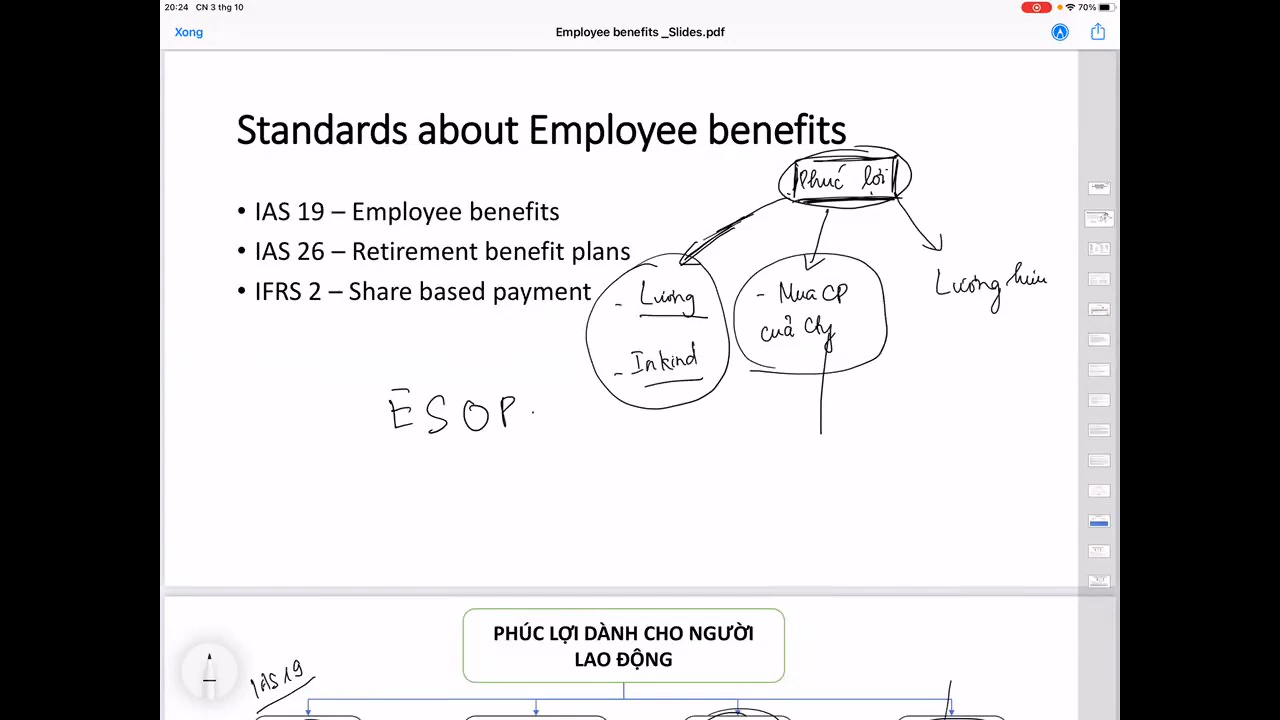 20:24 CN 3 thg 10
70%
Xong
Employee benefits _Slides.pdf
Standards about Employee benefits
• IAS 19 – Employee benefits
• IAS 26 – Retirement benefit plans
• IFRS 2 – Share based payment
Phúc lợi
- Lương
- Inkind
- Mua CP
của Cty
Lương hưu
ESOP
PHÚC LỢI DÀNH CHO NGƯỜI
LAO ĐỘNG
IAS 19